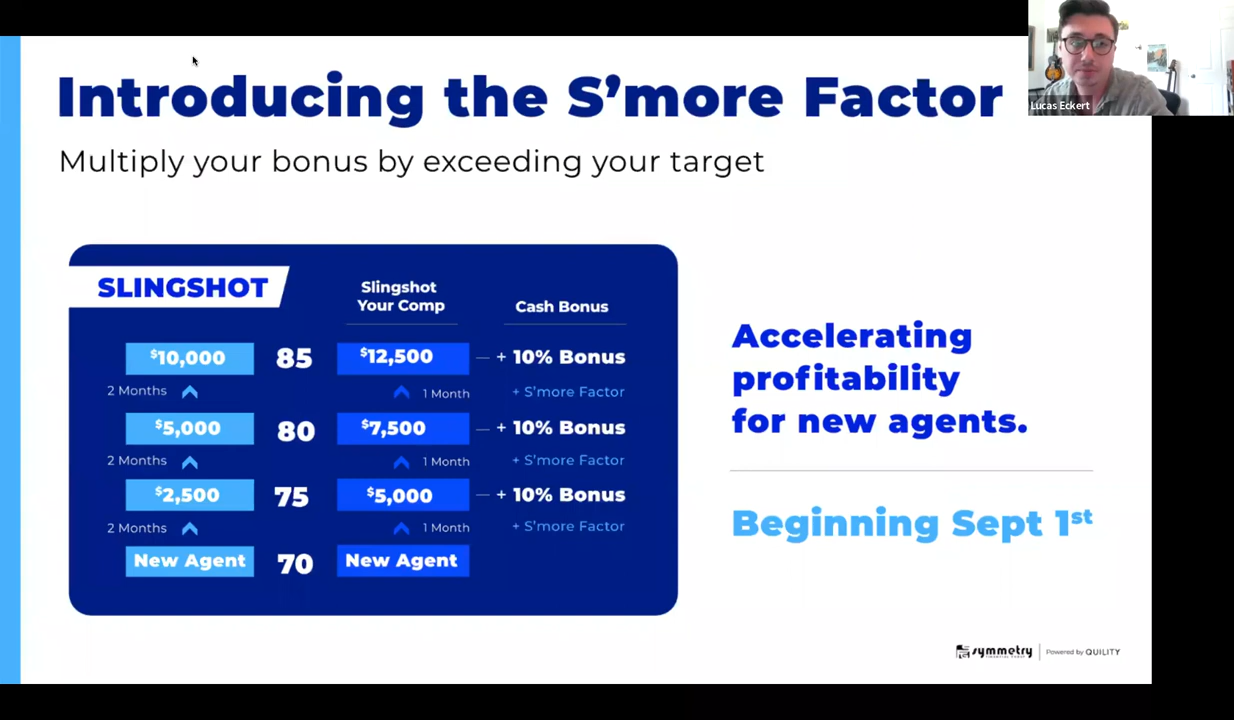 Introducing the S'more Factor
Lucas Eckert
Multiply your bonus by exceeding your target
SLINGSHOT
Slingshot
Your Comp
Cash Bonus
$10,000 85 $12,500 + 10% Bonus
2 Months 1 Month + S'more Factor
$5,000 80 $7,500 + 10% Bonus
2 Months 1 Month + S'more Factor
$2,500 75 $5,000 + 10% Bonus
2 Months 1 Month + S'more Factor
New Agent 70 New Agent
Accelerating
profitability
for new agents.
Beginning Sept 1st
symmetry
Powered by QUILITY